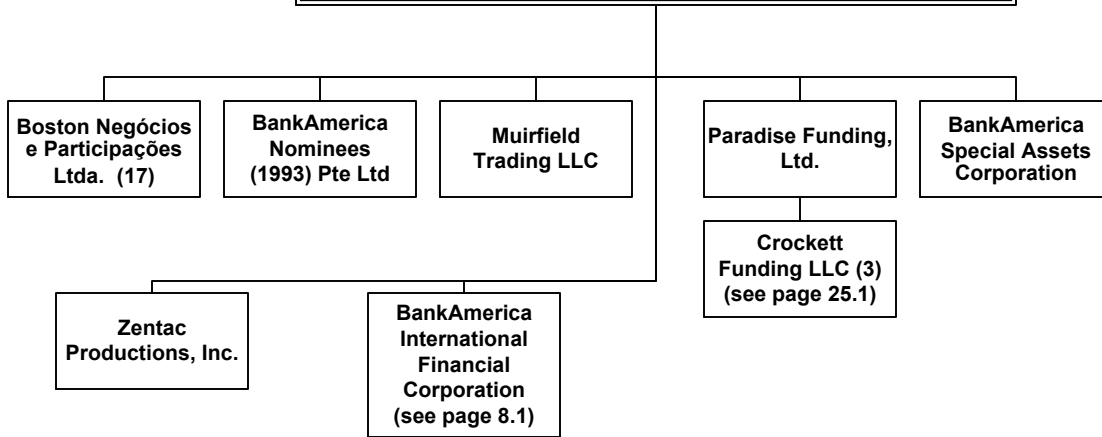 Boston Negócios
e Participações
Ltda. (17)
BankAmerica
Nominees
(1993) Pte Ltd
Muirfield
Trading LLC
Paradise Funding,
Ltd.
BankAmerica
Special Assets
Corporation
Crockett
Funding LLC (3)
(see page 25.1)
Zentac
Productions, Inc.
BankAmerica
International
Financial
Corporation
(see page 8.1)